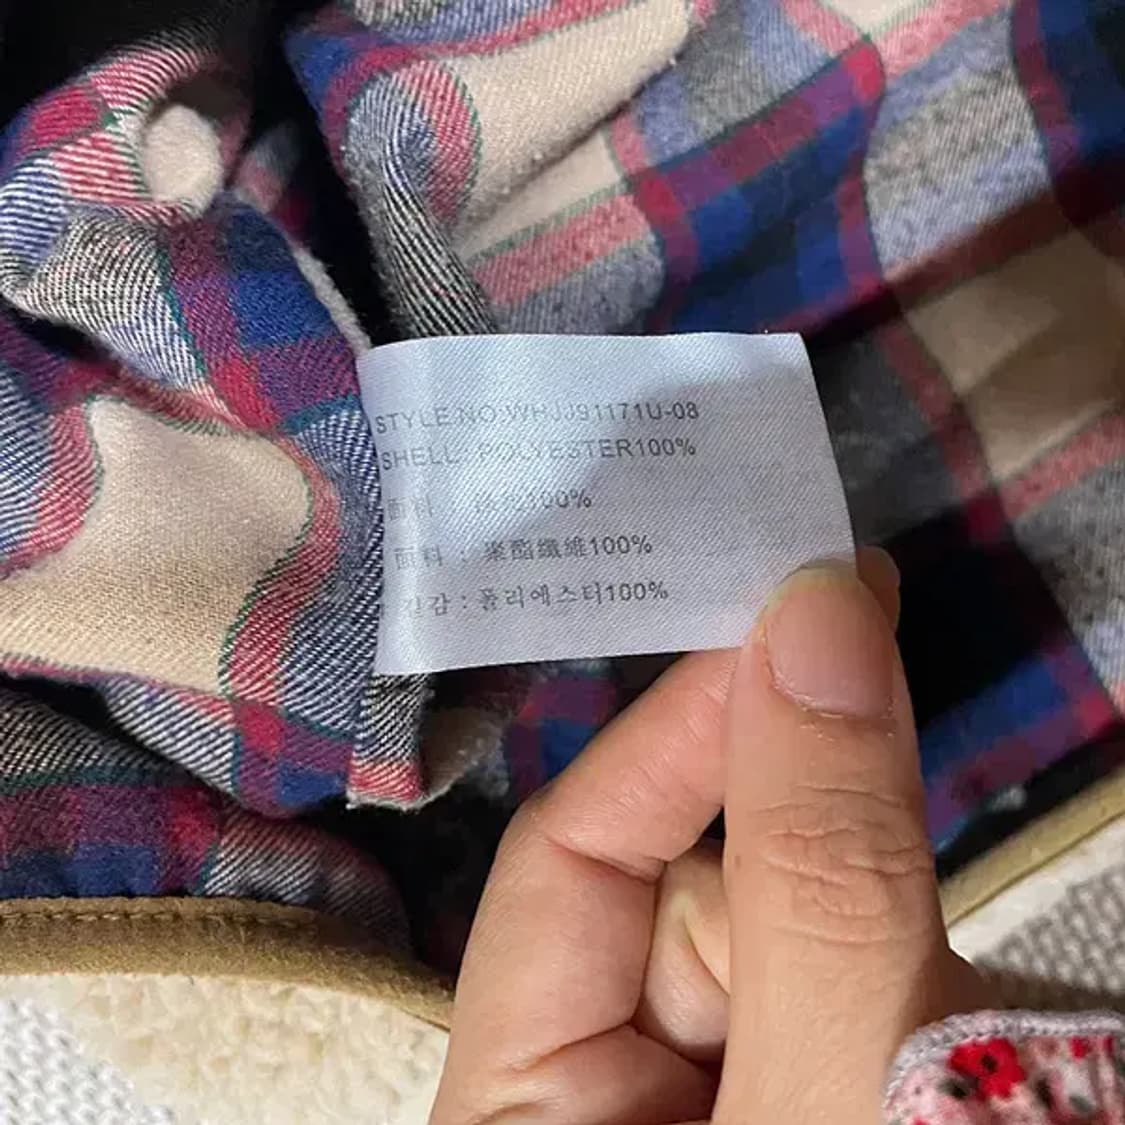 STYLE.NO:WHJJ91171U-08
SHELL: POLYESTER100%
面料 100%
面料 : 聚酯纖維100%
겉감 : 폴리에스터100%